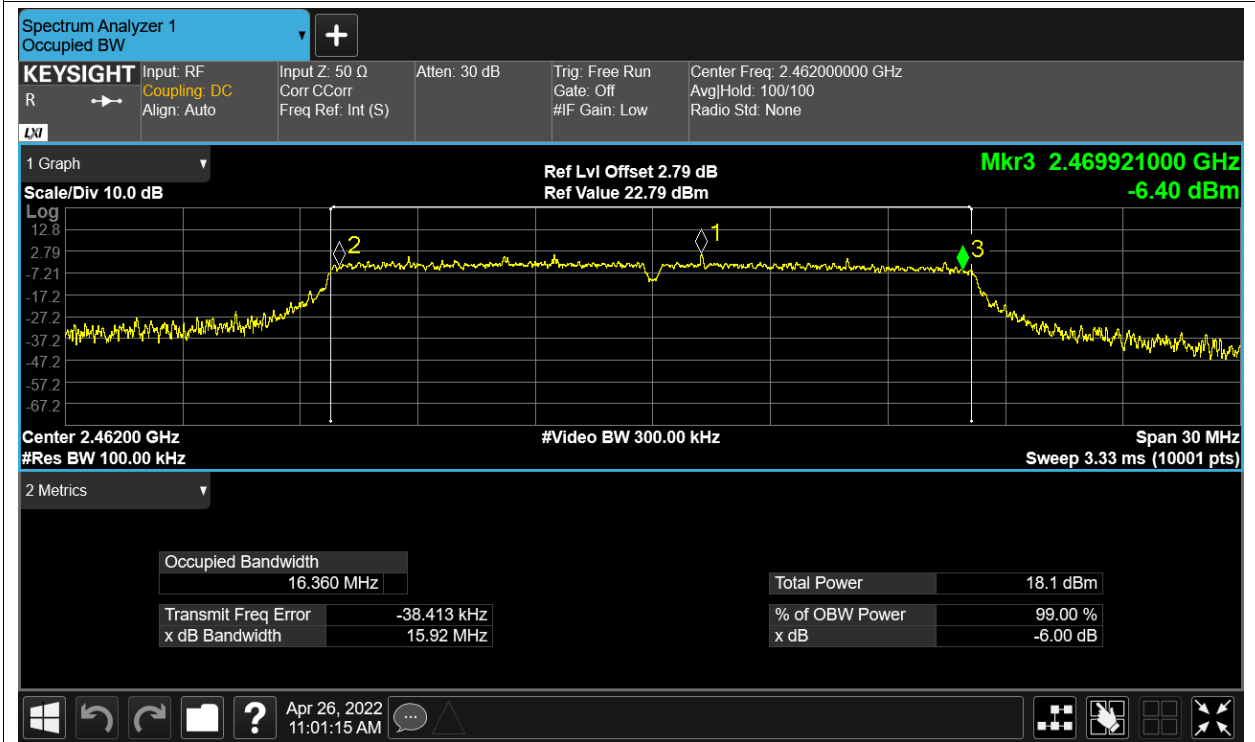 Spectrum Analyzer 1
Occupied BW
KEYSIGHT
R
LXI
Input: RF
Coupling: DC
Align: Auto
Input Z: 50 Ω
Corr CCorr
Freq Ref: Int (S)
Atten: 30 dB
Trig: Free Run
Gate: Off
#IF Gain: Low
Center Freq: 2.462000000 GHz
Avg|Hold: 100/100
Radio Std: None
1 Graph
Scale/Div 10.0 dB
Ref Lvl Offset 2.79 dB
Ref Value 22.79 dBm
Mkr3 2.469921000 GHz
-6.40 dBm
Log
12.8
2.79
-7.21
-17.2
-27.2
-37.2
-47.2
-57.2
-67.2
2
1
3
Center 2.46200 GHz
#Video BW 300.00 kHz
Span 30 MHz
#Res BW 100.00 kHz
Sweep 3.33 ms (10001 pts)
2 Metrics
Occupied Bandwidth
16.360 MHz
Transmit Freq Error -38.413 kHz
x dB Bandwidth 15.92 MHz
Total Power 18.1 dBm
% of OBW Power 99.00 %
x dB -6.00 dB
?
Apr 26, 2022
11:01:15 AM